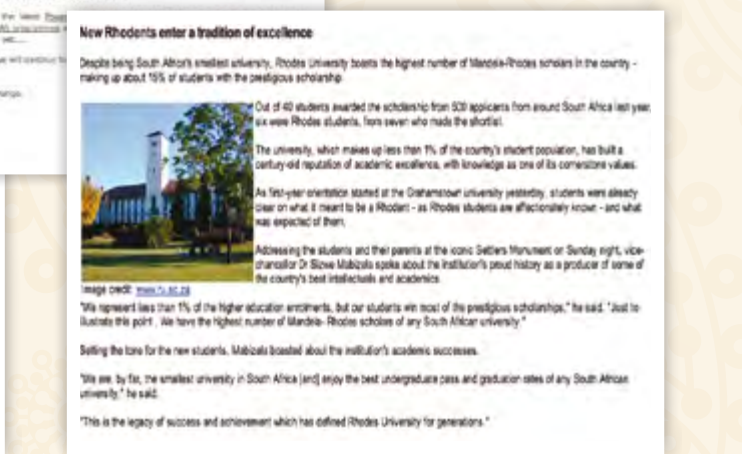 the latest
yet....
we will continue to
New Rhodents enter a tradition of excellence
Despite being South Africa's smallest university, Rhodes University boasts the highest number of Mandela-Rhodes scholars in the country -
making up about 15% of students with the prestigious scholarship.
Out of 40 students awarded the scholarship from 500 applicants from around South Africa last year,
six were Rhodes students, from seven who made the shortlist.
The university, which makes up less than 1% of the country's student population, has built a
century-old reputation of academic excellence, with knowledge as one of its cornerstone values.
As first-year orientation started at the Grahamstown university yesterday, students were already
clear on what it meant to be a Rhodent - as Rhodes students are affectionately known - and what
was expected of them.
Addressing the students and their parents at the iconic Settlers Monument on Sunday night, vice-
chancellor Dr Sizwe Mabizela spoke about the institution's proud history as a producer of some of
the country's best intellectuals and academics.
Image credit: www.ru.ac.za
"We represent less than 1% of the higher education enrolments, but our students win most of the prestigious scholarships," he said. "Just to
illustrate this point , We have the highest number of Mandela- Rhodes scholars of any South African university."
Setting the tone for the new students, Mabizela boasted about the institution's academic successes.
"We are, by far, the smallest university in South Africa [and] enjoy the best undergraduate pass and graduation rates of any South African
university," he said.
"This is the legacy of success and achievement which has defined Rhodes University for generations."